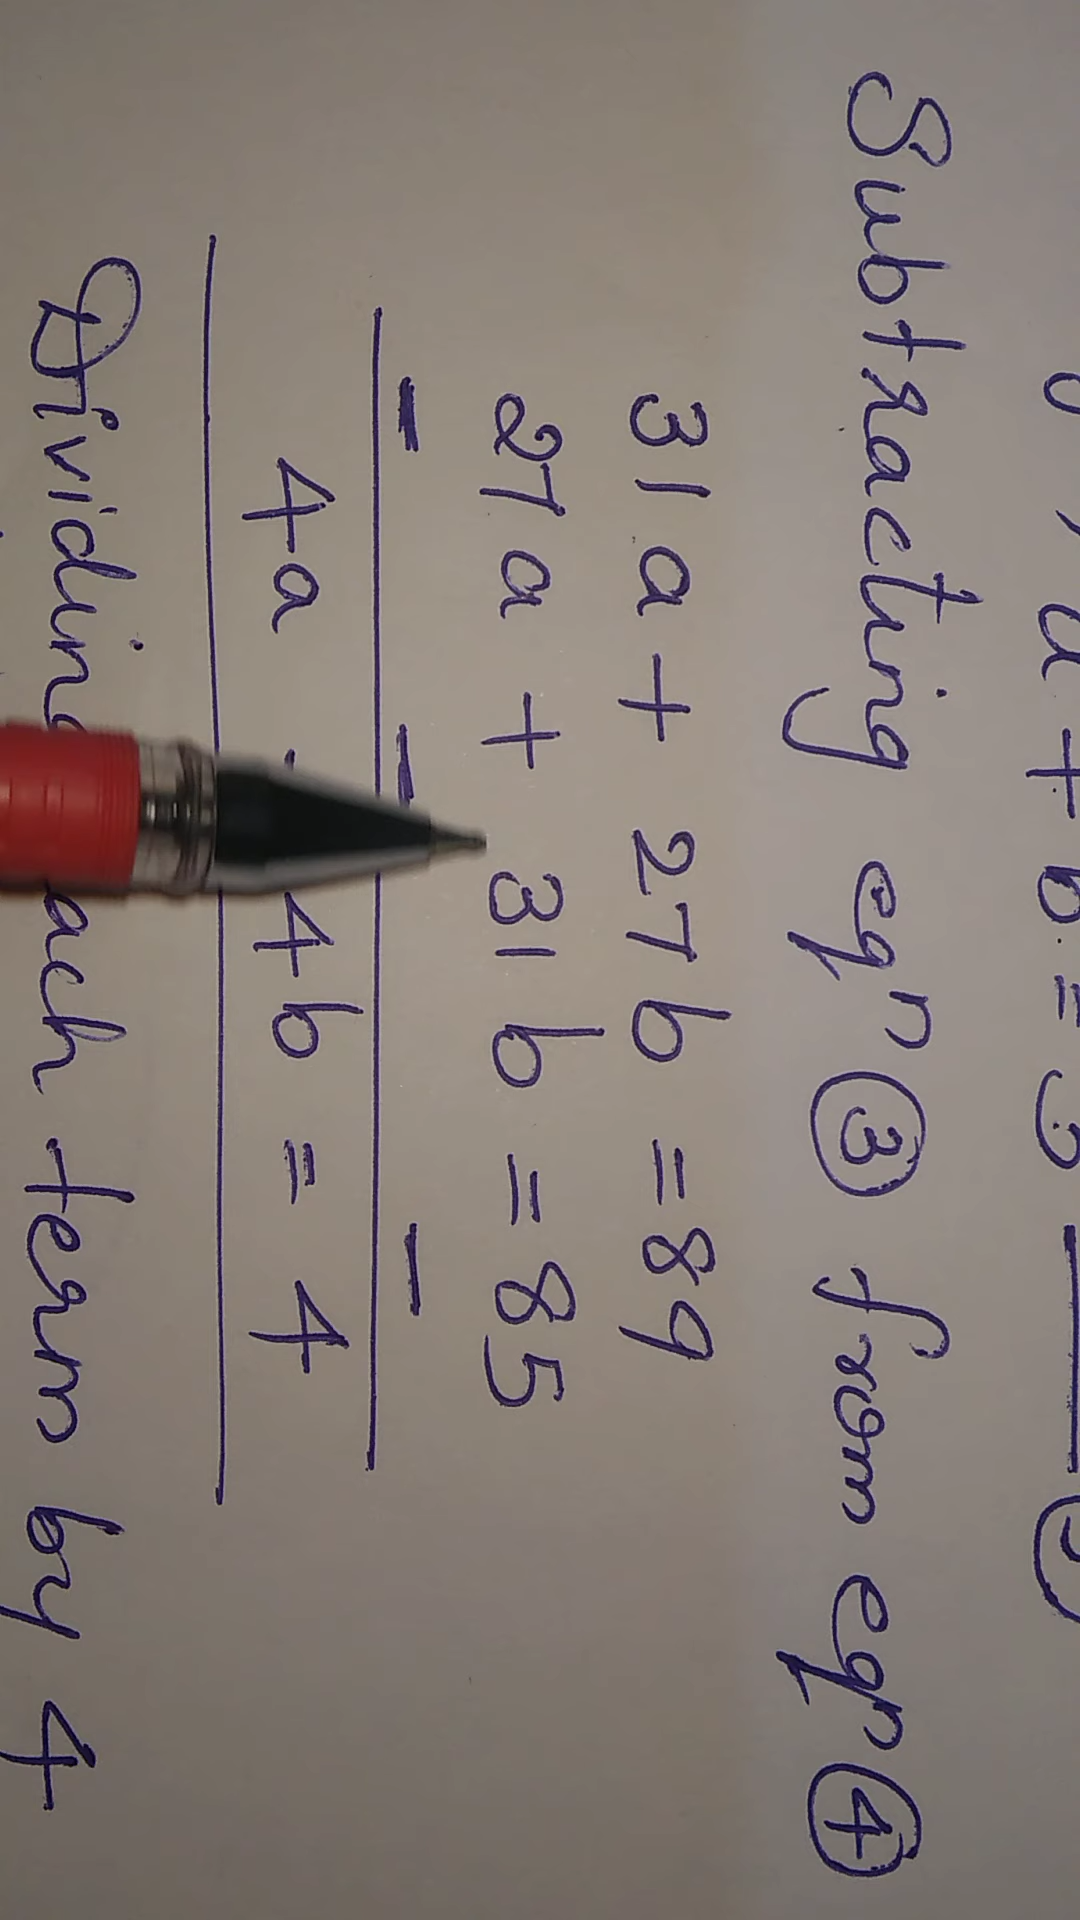 a + b = 3
Subtracting eqn ③ from eqn ④
31a + 27b = 89
27a + 31b = 85
- - -
4a - 4b = 4
Dividing each term by 4